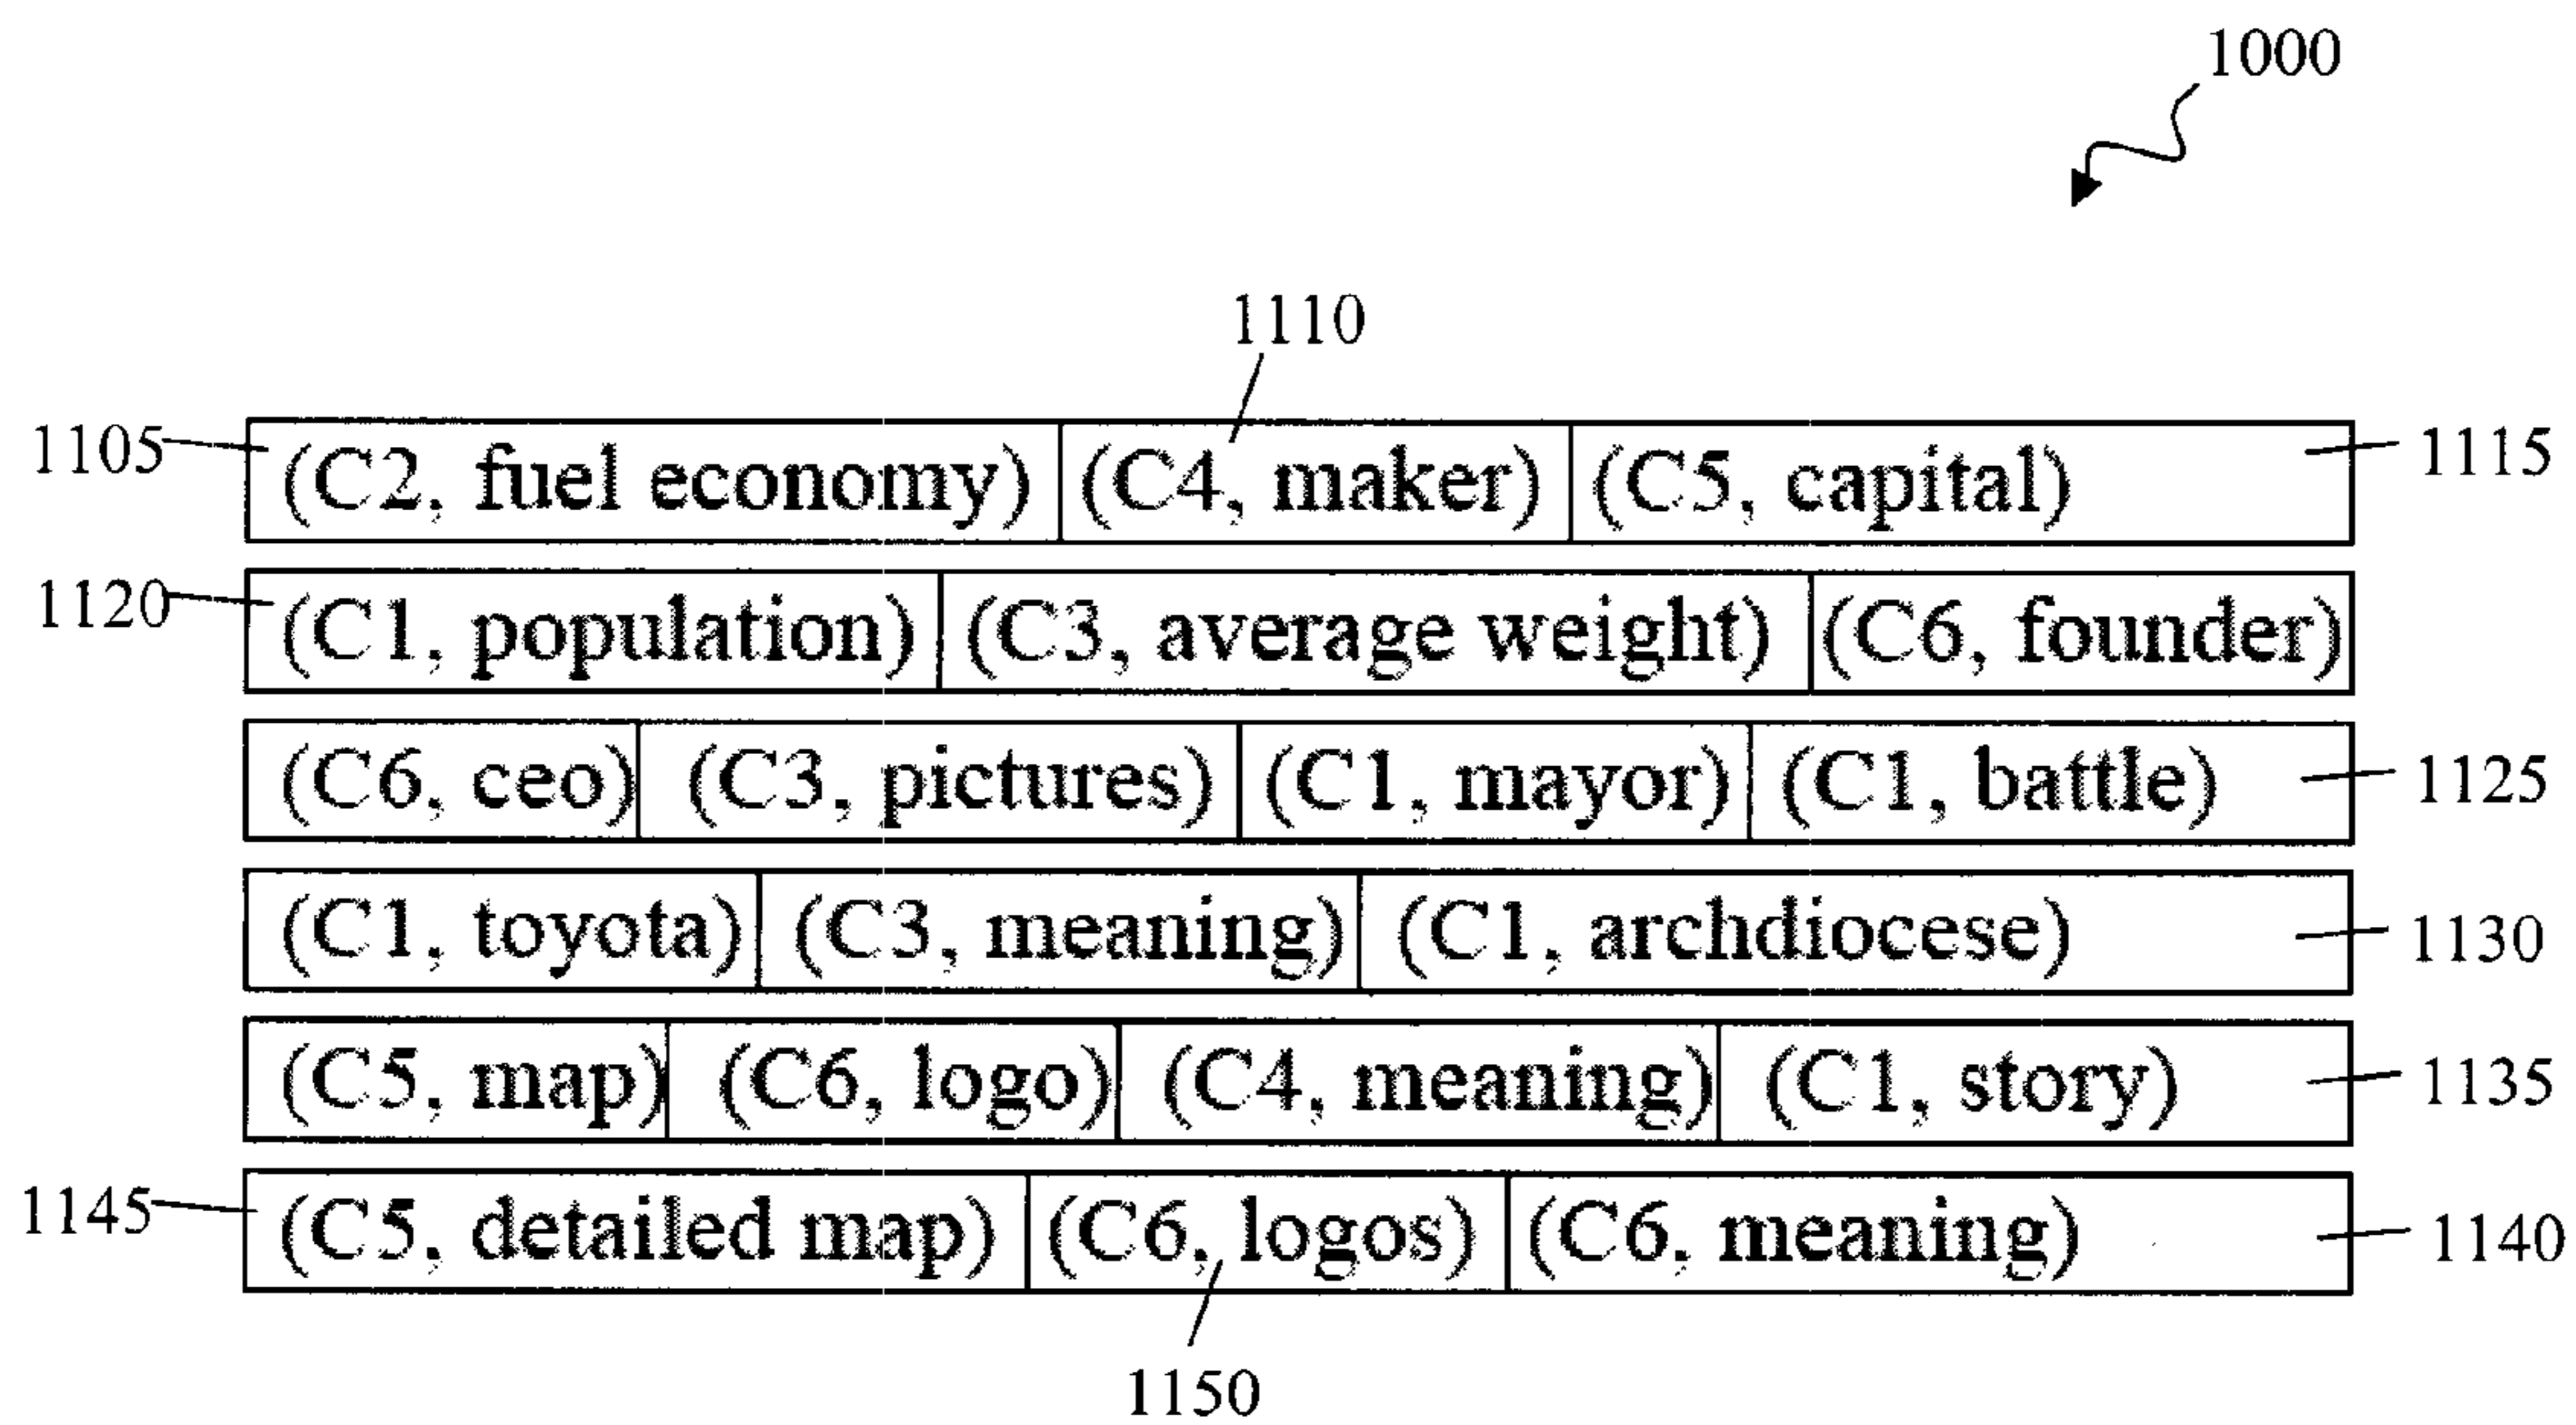 1000
1110
1105 (C2, fuel economy) (C4, maker) (C5, capital) 1115
1120 (C1, population) (C3, average weight) (C6, founder)
(C6, ceo) (C3, pictures) (C1, mayor) (C1, battle) 1125
(C1, toyota) (C3, meaning) (C1, archdiocese) 1130
(C5, map) (C6, logo) (C4, meaning) (C1, story) 1135
1145 (C5, detailed map) (C6, logos) (C6, meaning) 1140
1150